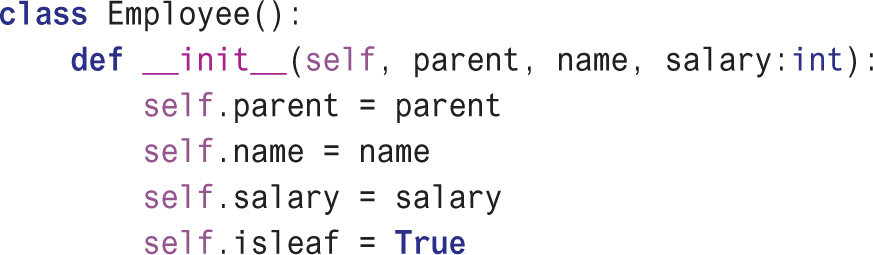 class Employee():
    def __init__(self, parent, name, salary:int):
        self.parent = parent
        self.name = name
        self.salary = salary
        self.isleaf = True